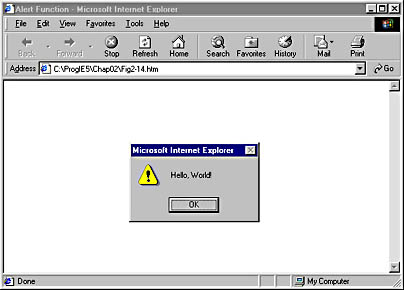 Alert Function - Microsoft Internet Explorer
File Edit View Favorites Tools Help
Back Forward Stop Refresh Home Search Favorites History Mail Print
Address C:\ProgIE5\Chap02\Fig2-14.htm Go
Microsoft Internet Explorer
Hello, World!
OK
Done My Computer